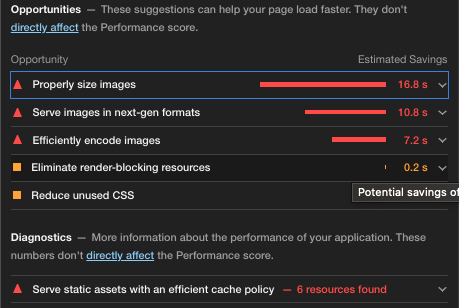 Opportunities — These suggestions can help your page load faster. They don't
directly affect the Performance score.
Opportunity Estimated Savings
Properly size images 16.8 s
Serve images in next-gen formats 10.8 s
Efficiently encode images 7.2 s
Eliminate render-blocking resources 0.2 s
Reduce unused CSS
Potential savings of
Diagnostics — More information about the performance of your application. These
numbers don't directly affect the Performance score.
Serve static assets with an efficient cache policy — 6 resources found